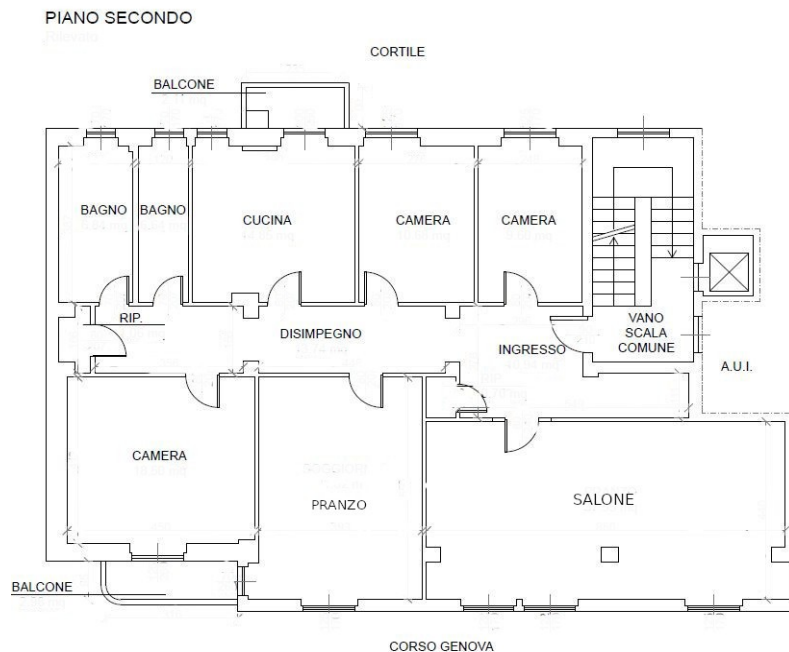 PIANO SECONDO
CORTILE
BALCONE
BAGNO
BAGNO
CUCINA
CAMERA
CAMERA
RIP.
DISIMPEGNO
INGRESSO
VANO
SCALA
COMUNE
A.U.I.
CAMERA
PRANZO
SALONE
BALCONE
CORSO GENOVA